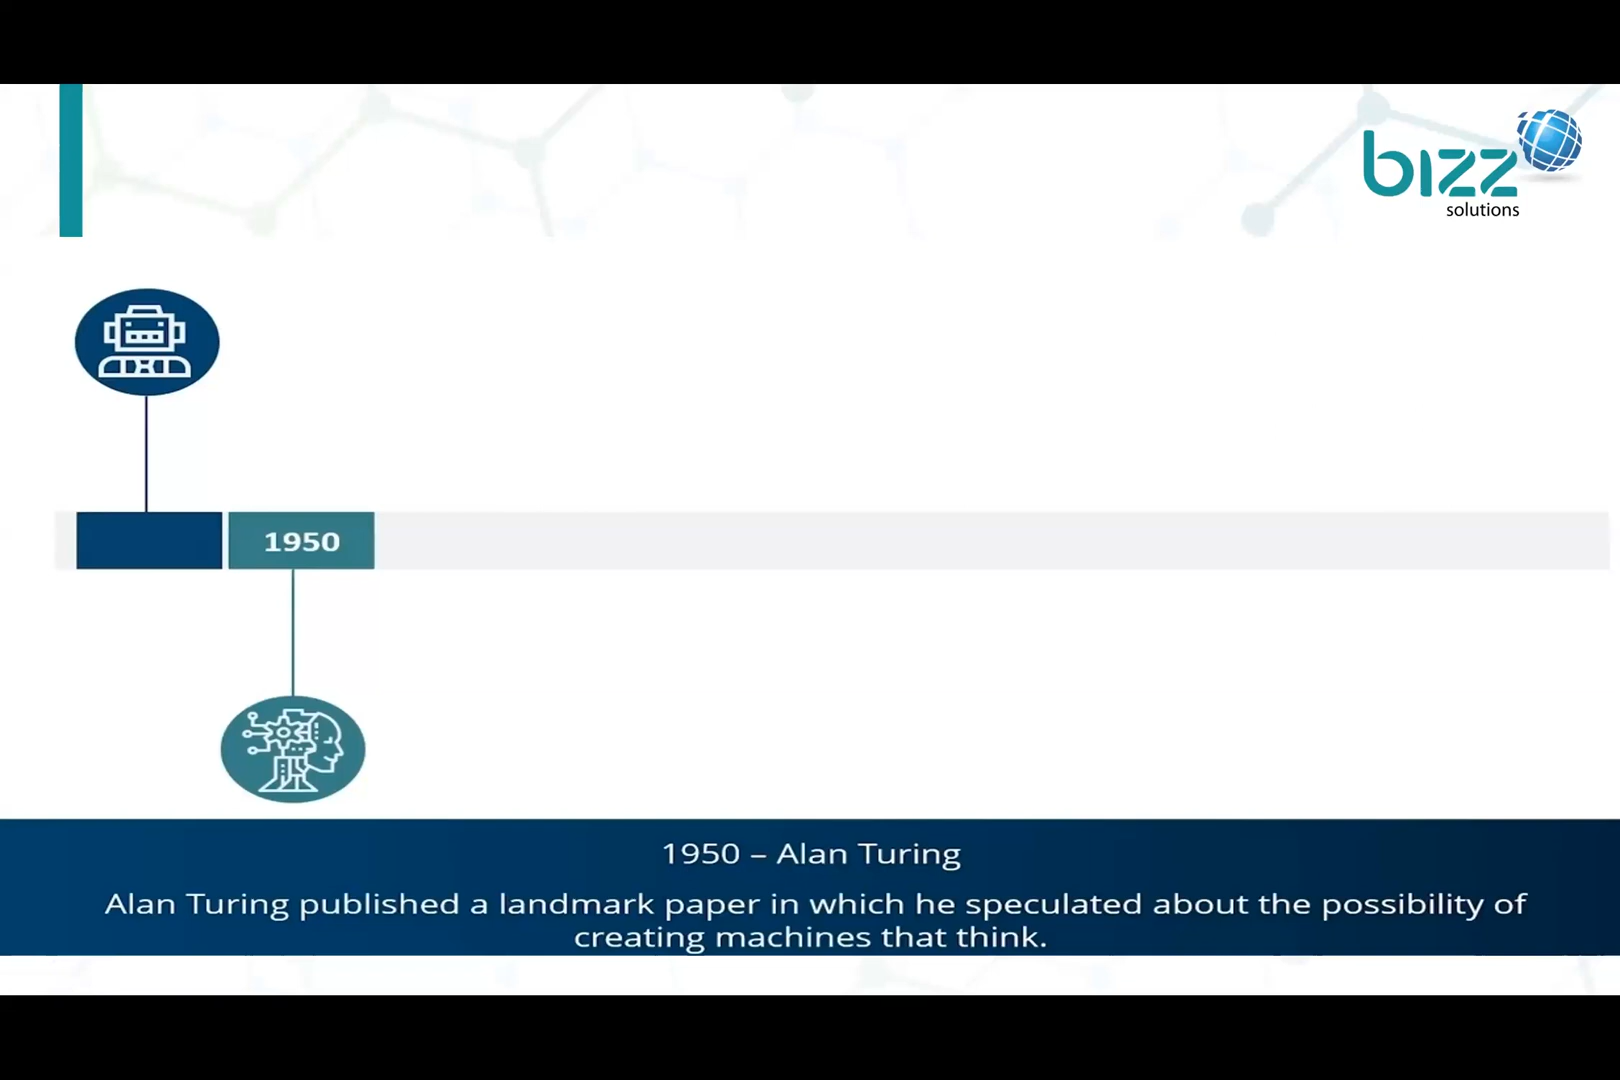 bizz
solutions
1950
1950 – Alan Turing
Alan Turing published a landmark paper in which he speculated about the possibility of
creating machines that think.